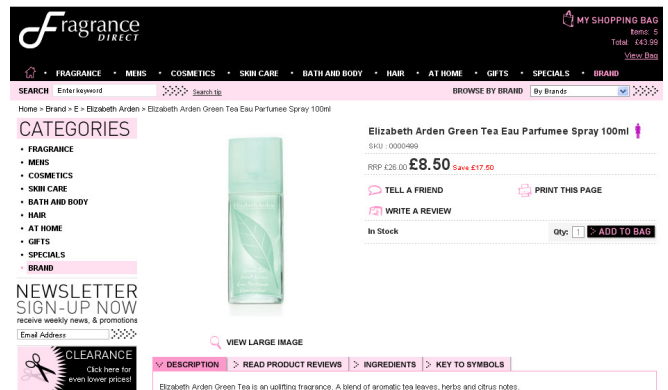 Fragrance
DIRECT
MY SHOPPING BAG
Items: 5
Total: £43.99
View Bag
FRAGRANCE • MENS • COSMETICS • SKIN CARE • BATH AND BODY • HAIR • AT HOME • GIFTS • SPECIALS • BRAND
SEARCH Enter keyword Search tip BROWSE BY BRAND By Brands
Home > Brand > E > Elizabeth Arden > Elizabeth Arden Green Tea Eau Parfumee Spray 100ml
CATEGORIES
• FRAGRANCE
• MENS
• COSMETICS
• SKIN CARE
• BATH AND BODY
• HAIR
• AT HOME
• GIFTS
• SPECIALS
• BRAND
NEWSLETTER
SIGN-UP NOW
receive weekly news, & promotions
Email Address
CLEARANCE
Click here for
even lower prices!
VIEW LARGE IMAGE
Elizabeth Arden Green Tea Eau Parfumee Spray 100ml
SKU : 0000499
RRP £26.00 £8.50 Save £17.50
TELL A FRIEND PRINT THIS PAGE
WRITE A REVIEW
In Stock Qty: 1 > ADD TO BAG
DESCRIPTION > READ PRODUCT REVIEWS > INGREDIENTS > KEY TO SYMBOLS
Elizabeth Arden Green Tea is an uplifting fragrance. A blend of aromatic tea leaves, herbs and citrus notes.